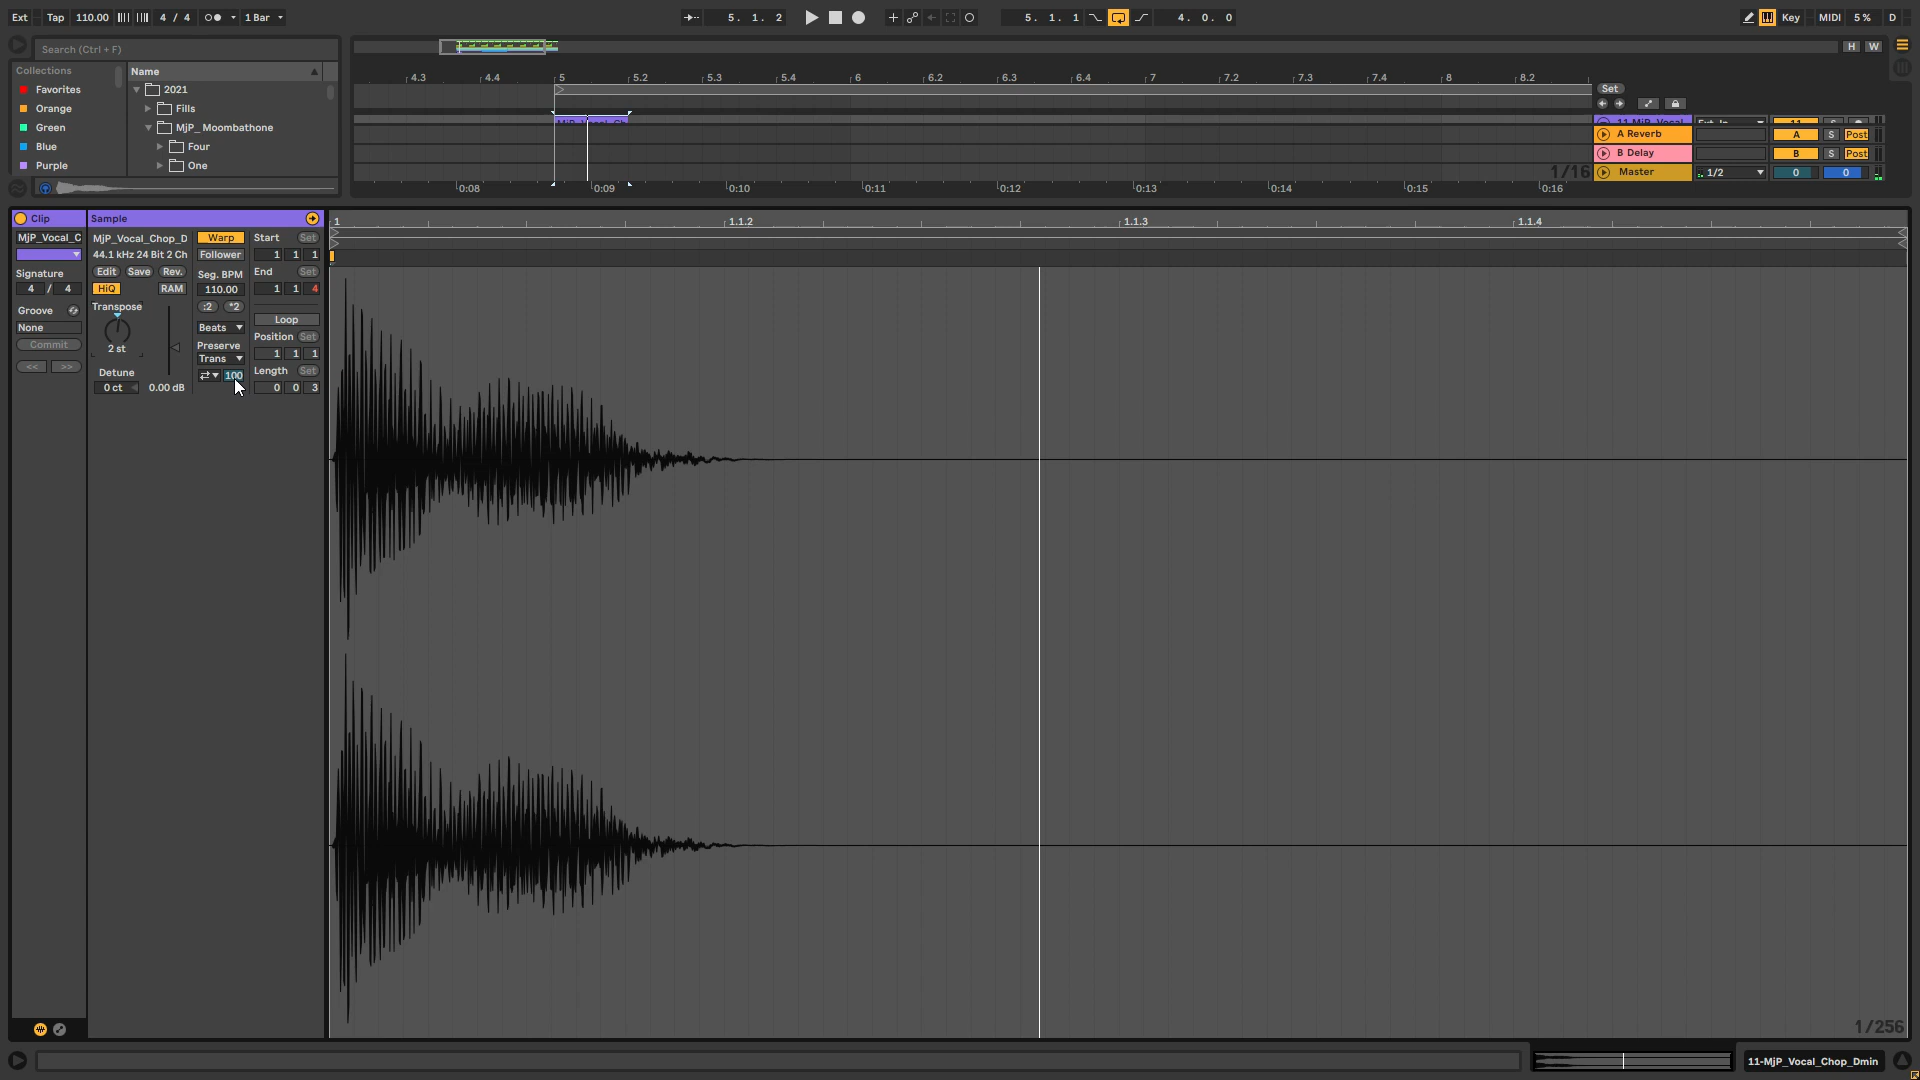 Ext Tap 110.00 4 / 4 1 Bar 5. 1. 2 5. 1. 1 4. 0. 0 Key MIDI 5 % D
Search (Ctrl + F)
H W
Collections Name
Favorites 2021
Orange Fills
Green MjP_ Moombathone
Blue Four
Purple One
4.3 4.4 5 5.2 5.3 5.4 6 6.2 6.3 6.4 7 7.2 7.3 7.4 8 8.2
Set
A Reverb A S Post
B Delay B S Post
1/16 Master 1/2 0 0
0:08 0:09 0:10 0:11 0:12 0:13 0:14 0:15 0:16
Clip Sample
1 1.1.2 1.1.3 1.1.4
MjP_Vocal_C MjP_Vocal_Chop_D Warp Start Set
44.1 kHz 24 Bit 2 Ch Follower 1 1 1
Signature Edit Save Rev. Seg. BPM End Set
4 / 4 HiQ RAM 110.00 1 1 4
Groove Transpose :2 *2
None Beats Loop
Commit 2 st Preserve Position Set
<< >> Trans 1 1 1
Detune 100 Length Set
0 ct 0.00 dB 0 0 3
1/256
11-MjP_Vocal_Chop_Dmin